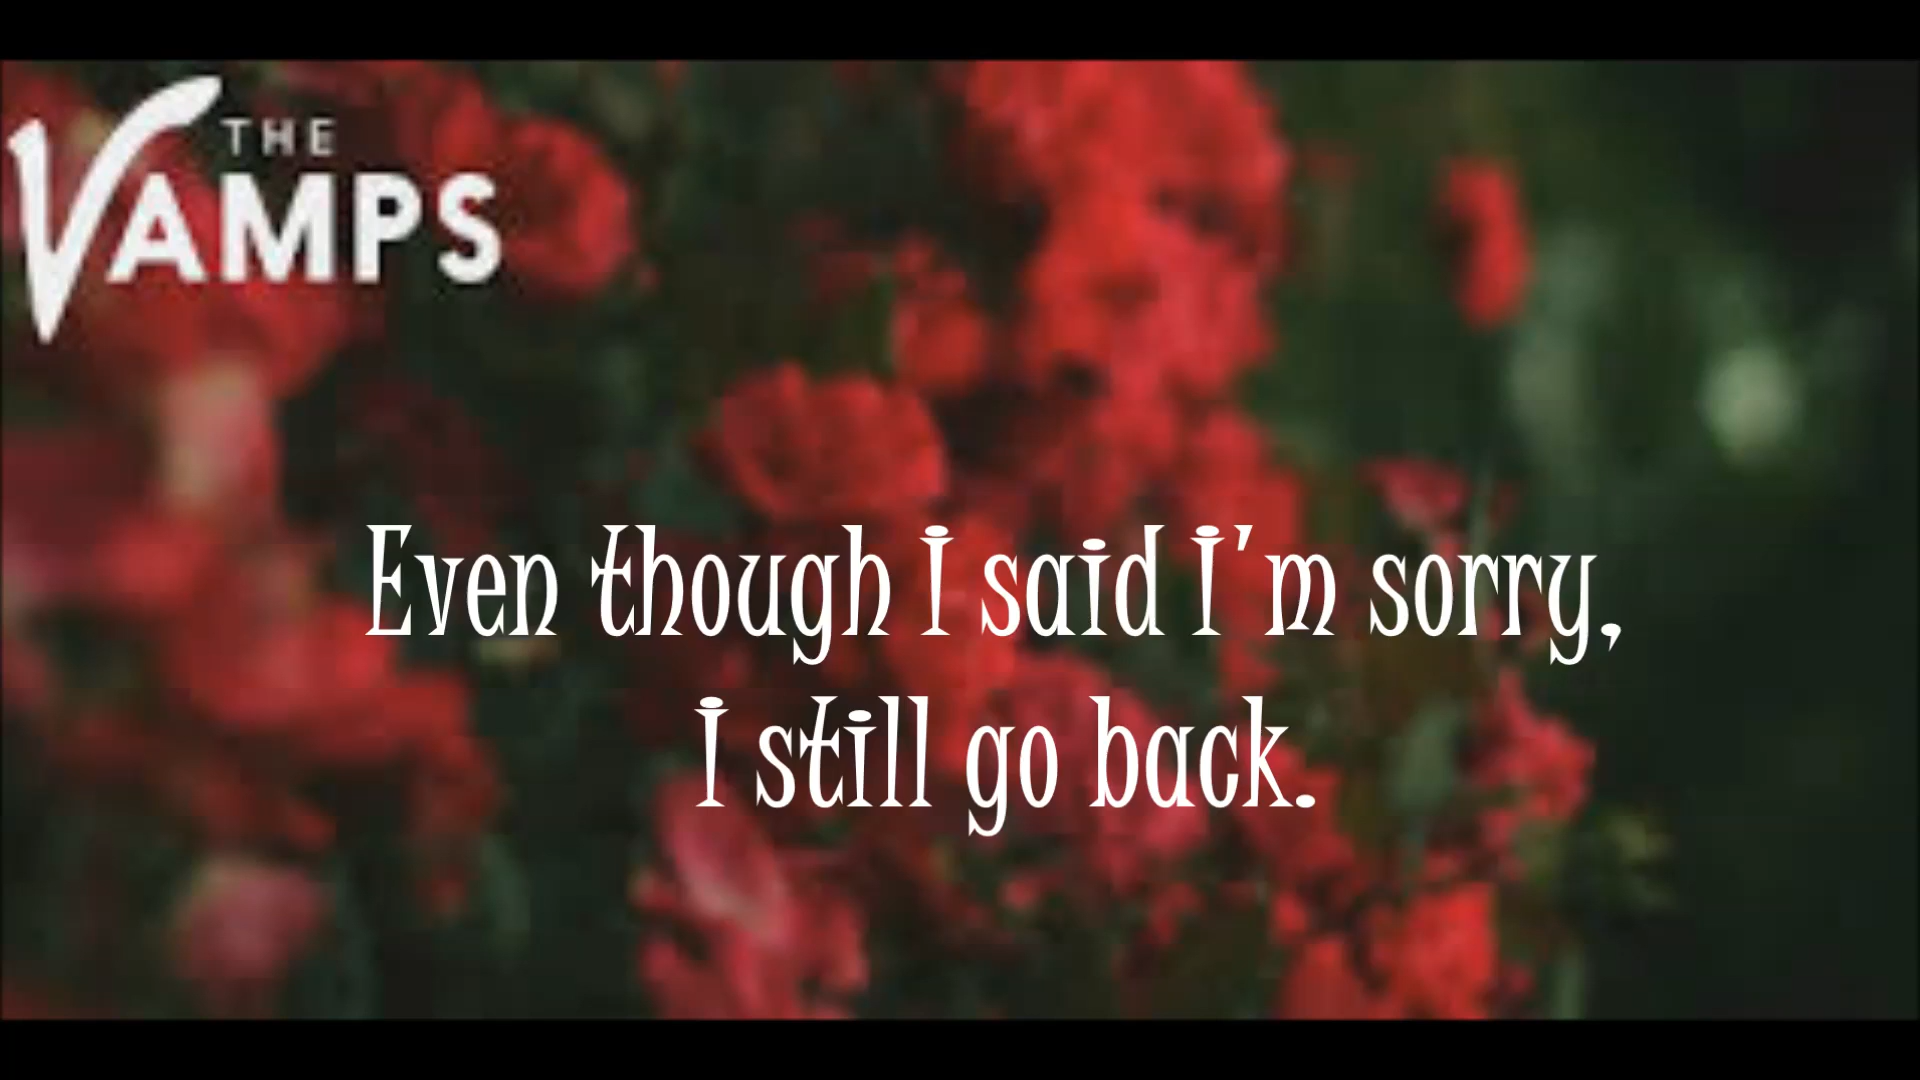 THE
VAMPS
Even though I said I'm sorry,
I still go back.